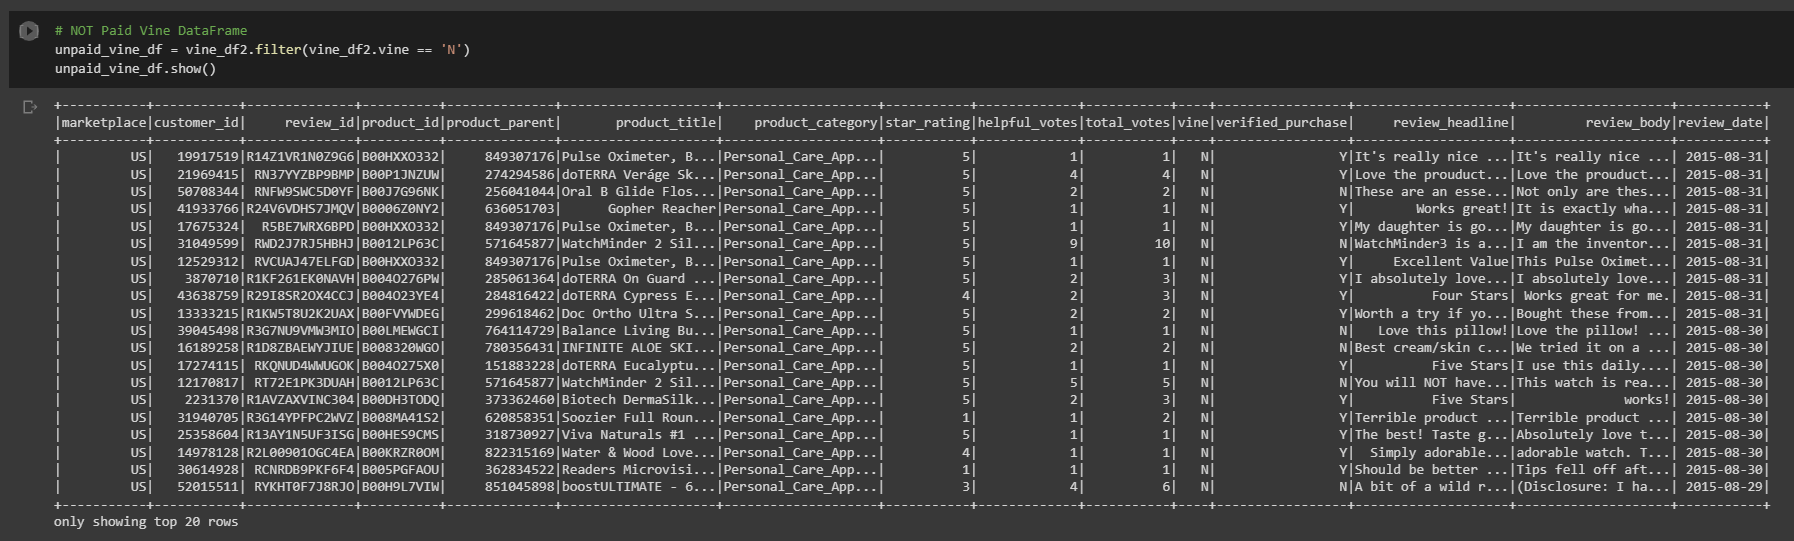 # NOT Paid Vine DataFrame
unpaid_vine_df = vine_df2.filter(vine_df2.vine == 'N')
unpaid_vine_df.show()
+-----------+-----------+--------------+----------+--------------+--------------------+--------------------+-----------+-------------+-----------+----+-----------------+--------------------+--------------------+-----------+
|marketplace|customer_id|     review_id|product_id|product_parent|       product_title|    product_category|star_rating|helpful_votes|total_votes|vine|verified_purchase|     review_headline|         review_body|review_date|
+-----------+-----------+--------------+----------+--------------+--------------------+--------------------+-----------+-------------+-----------+----+-----------------+--------------------+--------------------+-----------+
|         US|   19917519|R14Z1VR1N0Z9G6|B00HXXO332|     849307176|Pulse Oximeter, B...|Personal_Care_App...|          5|            1|          1|   N|                Y|It's really nice ...|It's really nice ...| 2015-08-31|
|         US|   21969415| RN37YYZBP9BMP|B00P1JNZUW|     274294586|doTERRA Veráge Sk...|Personal_Care_App...|          5|            4|          4|   N|                Y|Love the prouduct...|Love the prouduct...| 2015-08-31|
|         US|   50708344| RNFW9SWC5D0YF|B00J7G96NK|     256041044|Oral B Glide Flos...|Personal_Care_App...|          5|            2|          2|   N|                N|These are an esse...|Not only are thes...| 2015-08-31|
|         US|   41933766|R24V6VDHS7JMQV|B0006Z0NY2|     636051703|      Gopher Reacher|Personal_Care_App...|          5|            1|          1|   N|                Y|        Works great!|It is exactly wha...| 2015-08-31|
|         US|   17675324| R5BE7WRX6BPD|B00HXXO332|     849307176|Pulse Oximeter, B...|Personal_Care_App...|          5|            1|          1|   N|                Y|My daughter is go...|My daughter is go...| 2015-08-31|
|         US|   31049599| RWD2J7RJ5HBHJ|B0012LP63C|     571645877|WatchMinder 2 Sil...|Personal_Care_App...|          5|            9|         10|   N|                N|WatchMinder3 is a...|I am the inventor...| 2015-08-31|
|         US|   12529312| RVCUAJ47ELFGD|B00HXXO332|     849307176|Pulse Oximeter, B...|Personal_Care_App...|          5|            1|          1|   N|                Y|     Excellent Value|This Pulse Oximet...| 2015-08-31|
|         US|    3870710|R1KF261EK0NAVH|B004O276PW|     285061364|doTERRA On Guard ...|Personal_Care_App...|          5|            2|          3|   N|                Y|I absolutely love...|I absolutely love...| 2015-08-31|
|         US|   43638759|R29I8SR2OX4CCJ|B004O23YE4|     284816422|doTERRA Cypress E...|Personal_Care_App...|          4|            2|          3|   N|                Y|          Four Stars| Works great for me.| 2015-08-31|
|         US|   13333215|R1KW5T8U2K2UAX|B00FVYWDEG|     299618462|Doc Ortho Ultra S...|Personal_Care_App...|          5|            2|          2|   N|                Y|Worth a try if yo...|Bought these from...| 2015-08-31|
|         US|   39045498|R3G7NU9VMW3MIO|B00LMEWGCI|     764114729|Balance Living Bu...|Personal_Care_App...|          5|            1|          1|   N|                N|   Love this pillow!|Love the pillow!  ...| 2015-08-30|
|         US|   16189258|R1D8ZBAEWYJIUE|B008320WGO|     780356431|INFINITE ALOE SKI...|Personal_Care_App...|          5|            2|          2|   N|                N|Best cream/skin c...|We tried it on a  ...| 2015-08-30|
|         US|   17274115| RKQNUD4WWUGOK|B004O275X0|     151883228|doTERRA Eucalyptu...|Personal_Care_App...|          5|            1|          1|   N|                Y|          Five Stars|I use this daily....| 2015-08-30|
|         US|   12170817| RT72E1PK3DUAH|B0012LP63C|     571645877|WatchMinder 2 Sil...|Personal_Care_App...|          5|            5|          5|   N|                N|You will NOT have...|This watch is rea...| 2015-08-30|
|         US|    2231370|R1AVZAXVINC304|B00DH3TODQ|     373362460|Biotech DermaSilk...|Personal_Care_App...|          5|            2|          3|   N|                Y|          Five Stars|              works!| 2015-08-30|
|         US|   31940705|R3G14YPFPC2WVZ|B008MA41S2|     620858351|Soozier Full Roun...|Personal_Care_App...|          1|            1|          2|   N|                Y|Terrible product ...|Terrible product ...| 2015-08-30|
|         US|   25358604|R13AY1N5UF3ISG|B00HES9CMS|     318730927|Viva Naturals #1 ...|Personal_Care_App...|          5|            1|          1|   N|                Y|The best! Taste g...|Absolutely love t...| 2015-08-30|
|         US|   14978128|R2L00901OGC4EA|B00KRZR0OM|     822315169|Water & Wood Love...|Personal_Care_App...|          4|            1|          1|   N|                Y|  Simply adorable...|adorable watch. T...| 2015-08-30|
|         US|   30614928| RCNRDB9PKF6F4|B005PGFAOU|     362834522|Readers Microvisi...|Personal_Care_App...|          1|            1|          1|   N|                Y|Should be better ...|Tips fell off aft...| 2015-08-30|
|         US|   52015511| RYKHT0F7J8RJO|B00H9L7VIW|     851045898|boostULTIMATE - 6...|Personal_Care_App...|          3|            4|          6|   N|                N|A bit of a wild r...|(Disclosure: I ha...| 2015-08-29|
+-----------+-----------+--------------+----------+--------------+--------------------+--------------------+-----------+-------------+-----------+----+-----------------+--------------------+--------------------+-----------+
only showing top 20 rows